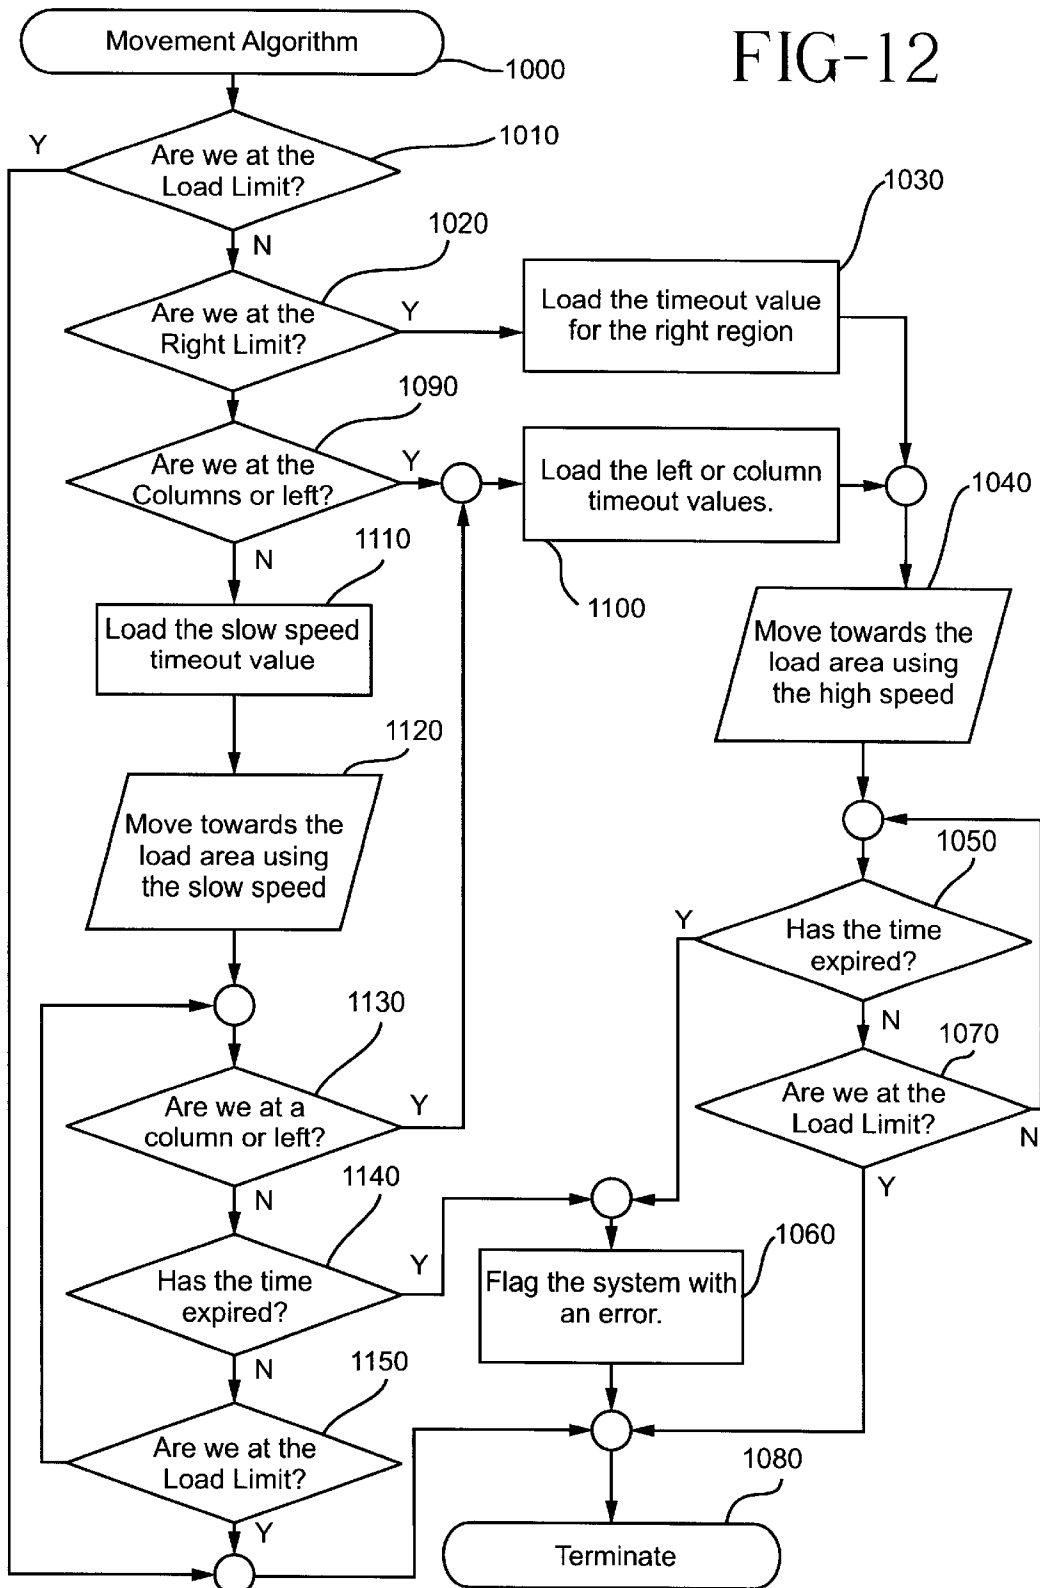 FIG-12
Movement Algorithm
1000
Y
Are we at the
Load Limit?
1010
N
1020
Are we at the
Right Limit?
Y
Load the timeout value
for the right region
1030
1090
Are we at the
Columns or left?
Y
Load the left or column
timeout values.
1100
1040
N
1110
Load the slow speed
timeout value
Move towards the
load area using
the high speed
1120
Move towards the
load area using
the slow speed
1050
Y
Has the time
expired?
N
1070
Are we at the
Load Limit?
N
Y
1130
Are we at a
column or left?
Y
N
1140
Has the time
expired?
Y
1060
Flag the system with
an error.
N
1150
Are we at the
Load Limit?
Y
1080
Terminate